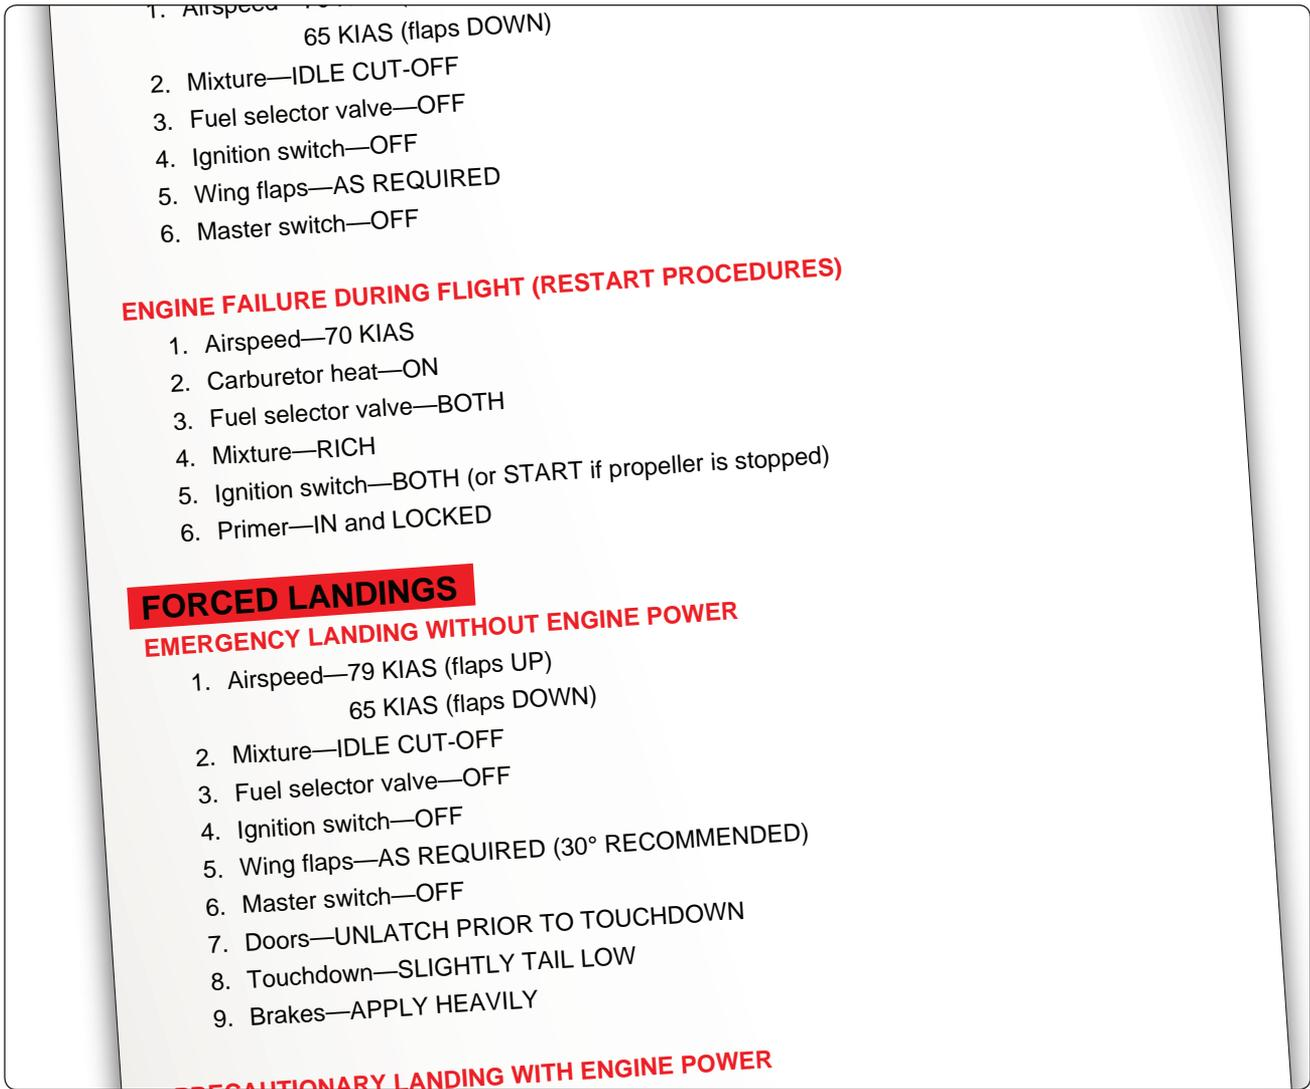 1. Airspeed
65 KIAS (flaps DOWN)
2. Mixture—IDLE CUT-OFF
3. Fuel selector valve—OFF
4. Ignition switch—OFF
5. Wing flaps—AS REQUIRED
6. Master switch—OFF
ENGINE FAILURE DURING FLIGHT (RESTART PROCEDURES)
1. Airspeed—70 KIAS
2. Carburetor heat—ON
3. Fuel selector valve—BOTH
4. Mixture—RICH
5. Ignition switch—BOTH (or START if propeller is stopped)
6. Primer—IN and LOCKED
FORCED LANDINGS
EMERGENCY LANDING WITHOUT ENGINE POWER
1. Airspeed—79 KIAS (flaps UP)
65 KIAS (flaps DOWN)
2. Mixture—IDLE CUT-OFF
3. Fuel selector valve—OFF
4. Ignition switch—OFF
5. Wing flaps—AS REQUIRED (30° RECOMMENDED)
6. Master switch—OFF
7. Doors—UNLATCH PRIOR TO TOUCHDOWN
8. Touchdown—SLIGHTLY TAIL LOW
9. Brakes—APPLY HEAVILY
PRECAUTIONARY LANDING WITH ENGINE POWER